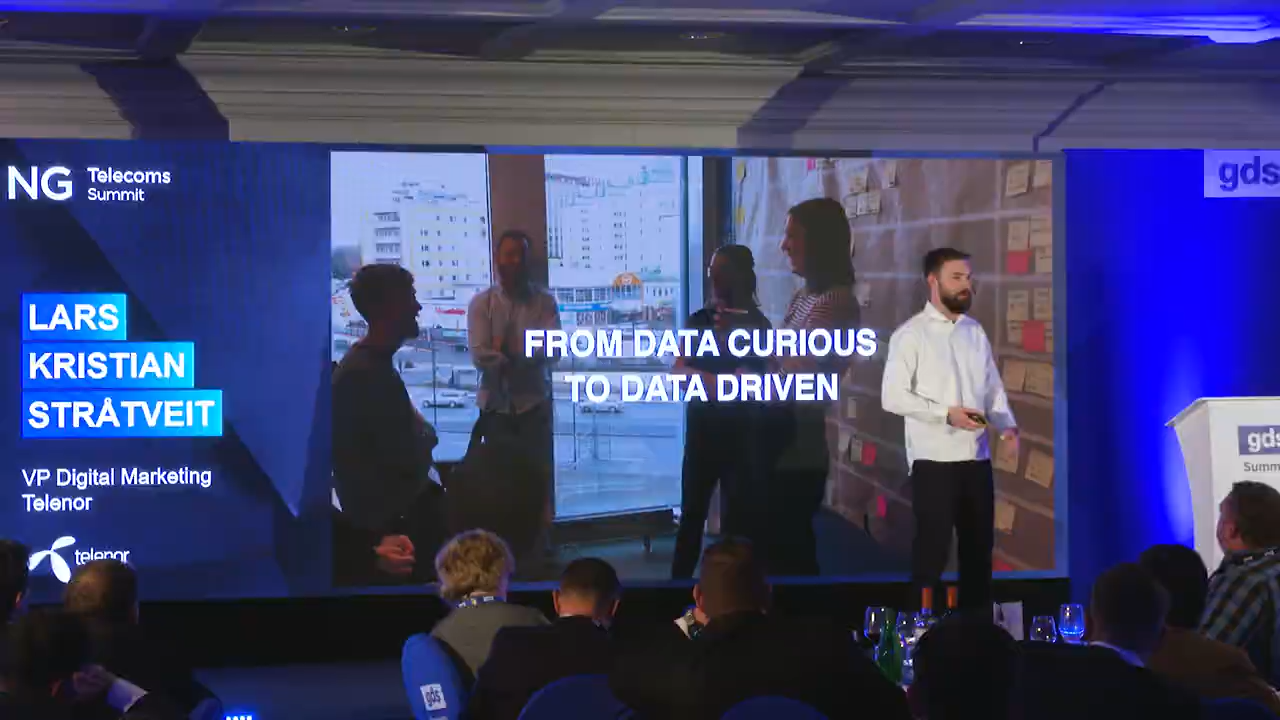 NG Telecoms
Summit
gds
LARS
KRISTIAN
STRÅTVEIT
VP Digital Marketing
Telenor
telenor
FROM DATA CURIOUS
TO DATA DRIVEN
gds
Summ
gds